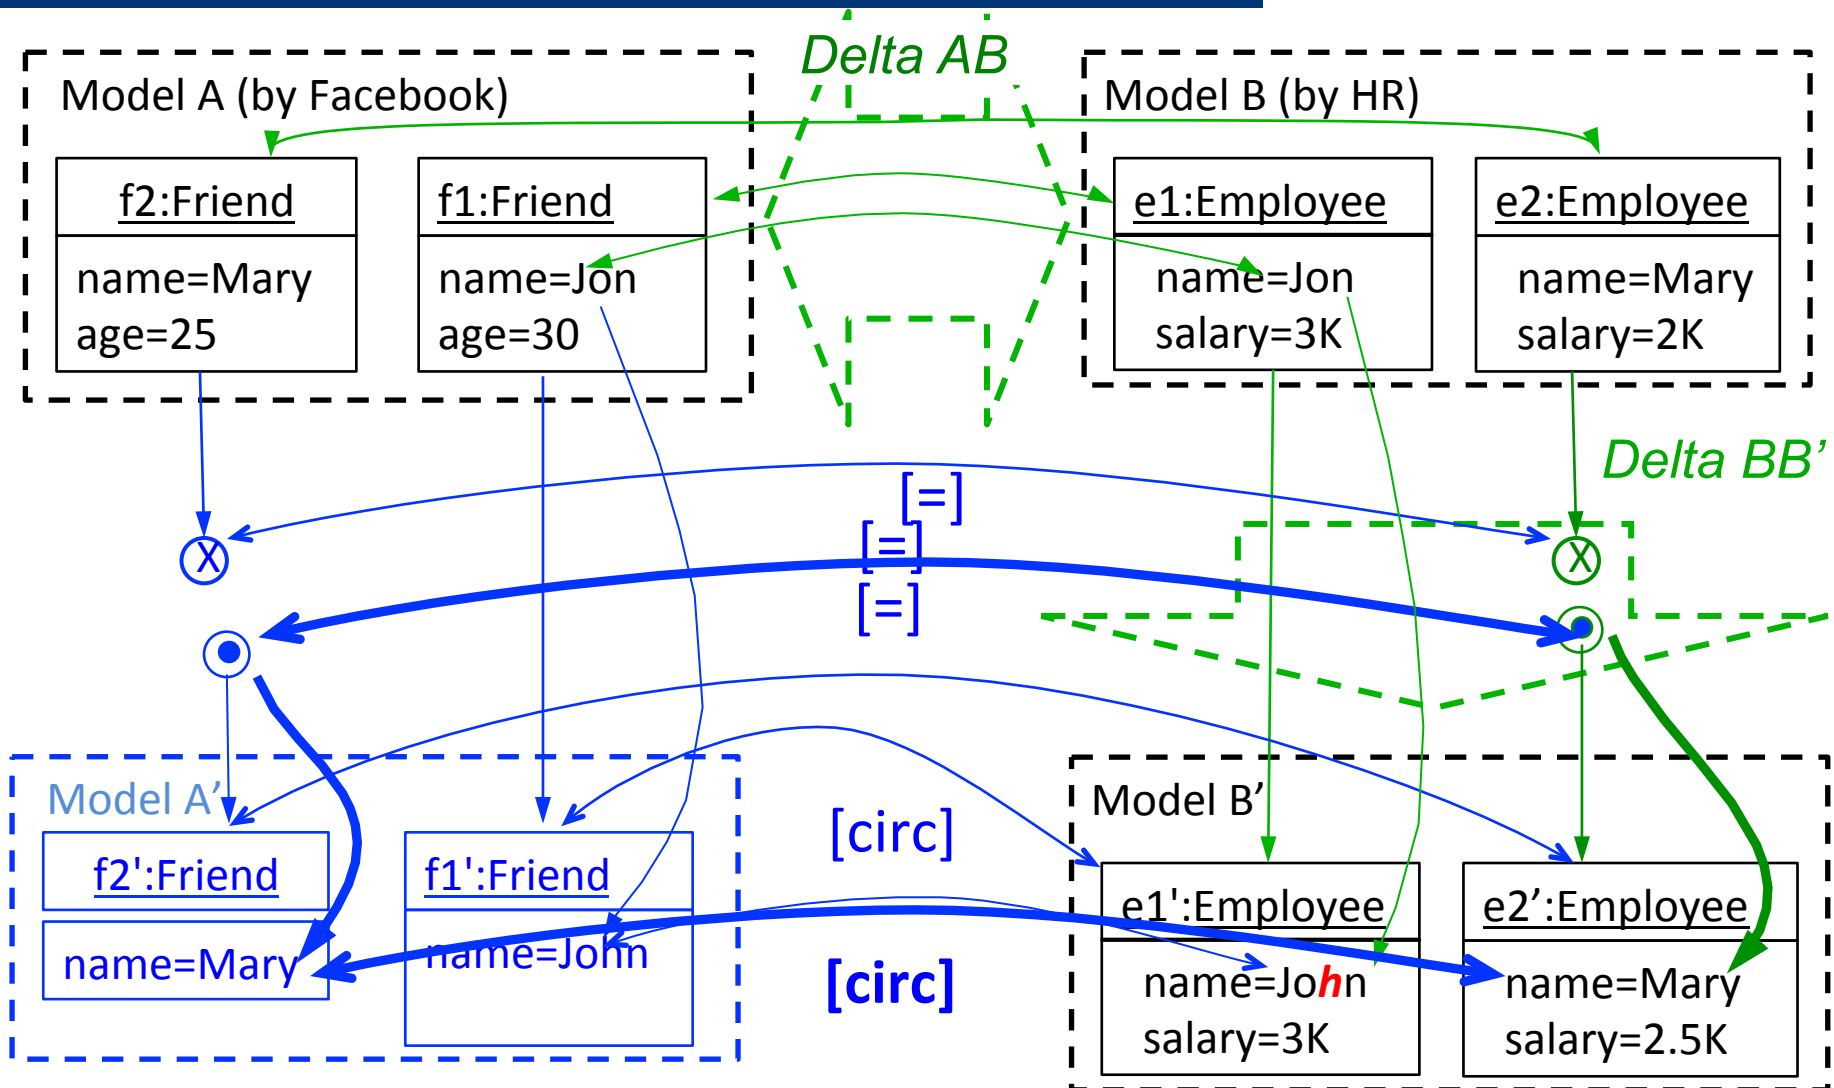 Delta AB
Model A (by Facebook)
f2:Friend
name=Mary
age=25
f1:Friend
name=Jon
age=30
Model B (by HR)
e1:Employee
name=Jon
salary=3K
e2:Employee
name=Mary
salary=2K
Delta BB’
[=]
[=]
[=]
X
X
Model A’
f2':Friend
name=Mary
f1':Friend
name=John
[circ]
[circ]
Model B’
e1':Employee
name=John
salary=3K
e2’:Employee
name=Mary
salary=2.5K